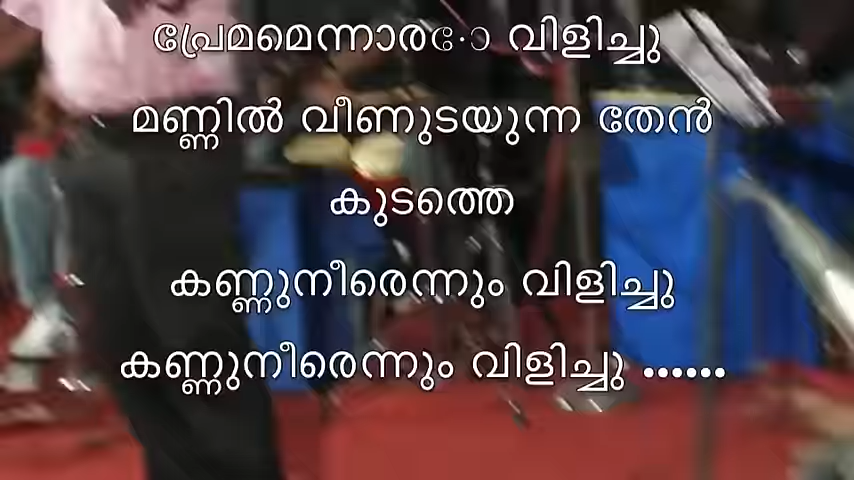 പ്രേമമെന്നാരോ വിളിച്ചു
മണ്ണിൽ വീണുടയുന്ന തേൻ
കുടത്തെ
കണ്ണുനീരെന്നും വിളിച്ചു
കണ്ണുനീരെന്നും വിളിച്ചു ......